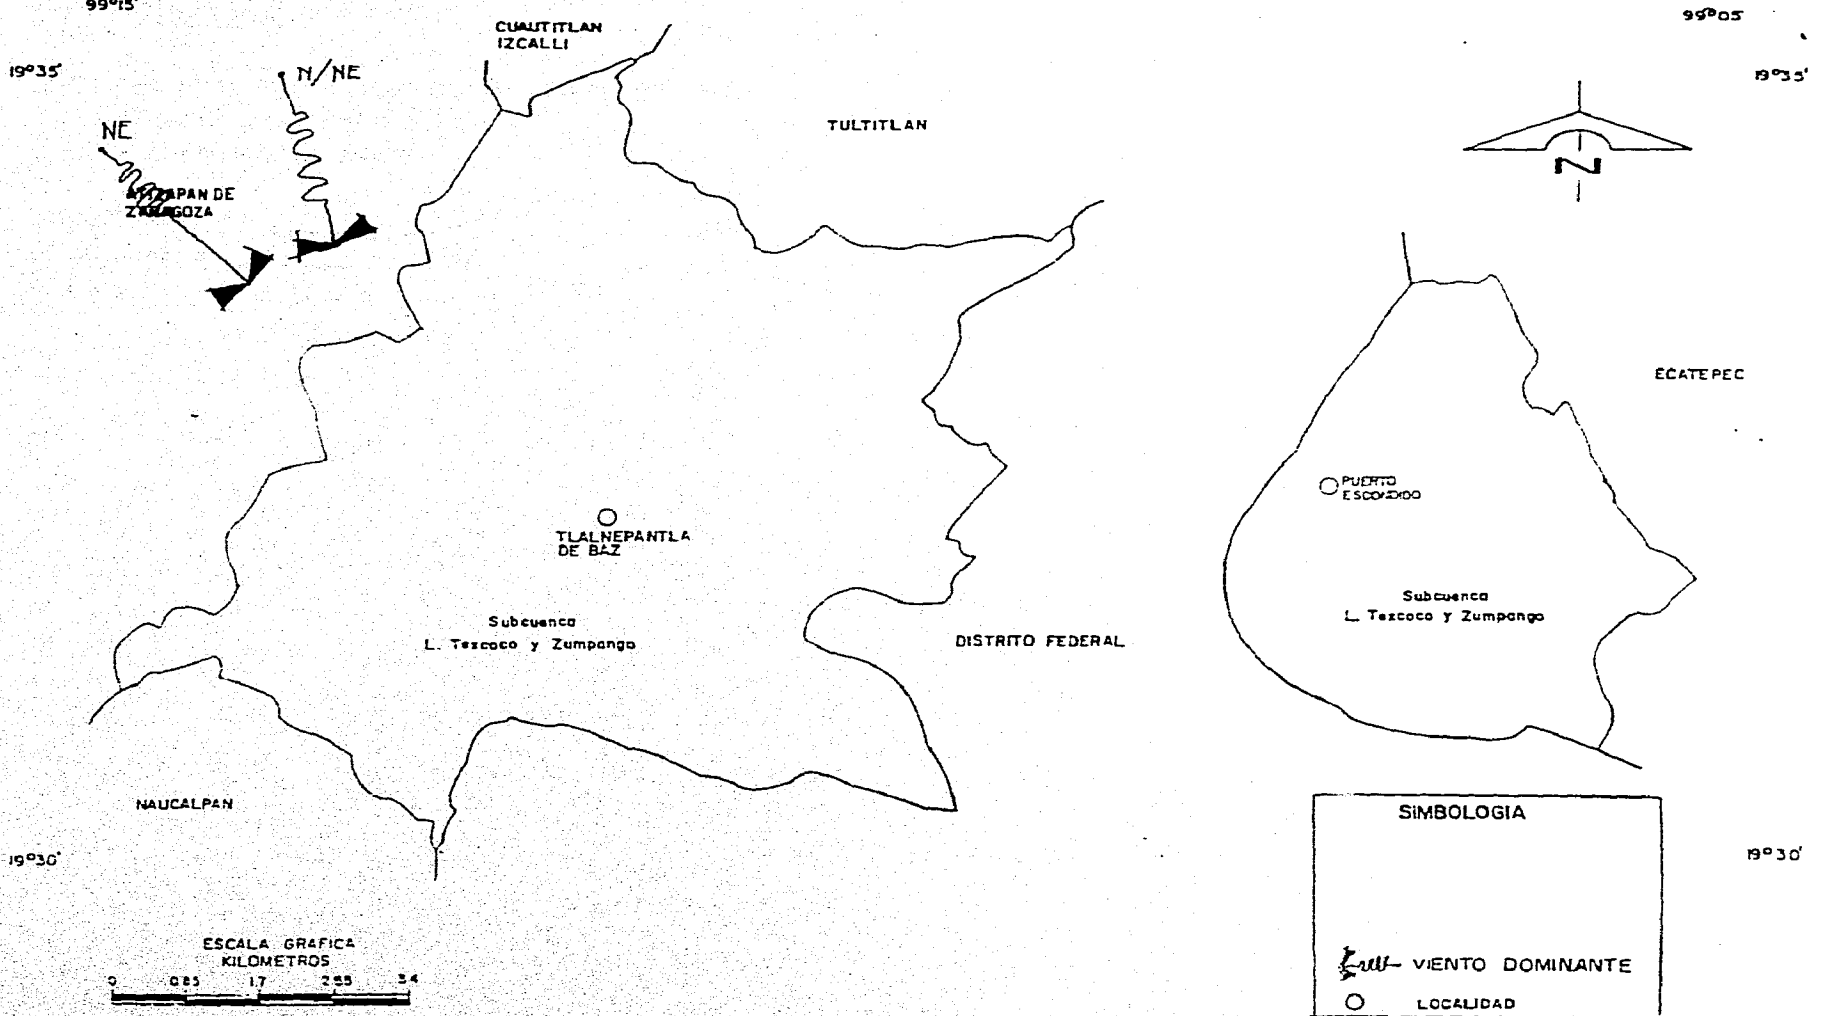 99°15'
99°05'
CUAUTITLAN
IZCALLI
19°35'
N/NE
19°35'
NE
TULTITLAN
N
ATIZAPAN DE
ZARAGOZA
ECATEPEC
PUERTO
ESCONDIDO
TLALNEPANTLA
DE BAZ
Subcuenca
L. Texcoco y Zumpango
Subcuenca
L. Texcoco y Zumpango
DISTRITO FEDERAL
NAUCALPAN
SIMBOLOGIA
19°30'
19°30'
ESCALA GRAFICA
KILOMETROS
0 0.85 1.7 2.55 3.4
VIENTO DOMINANTE
LOCALIDAD